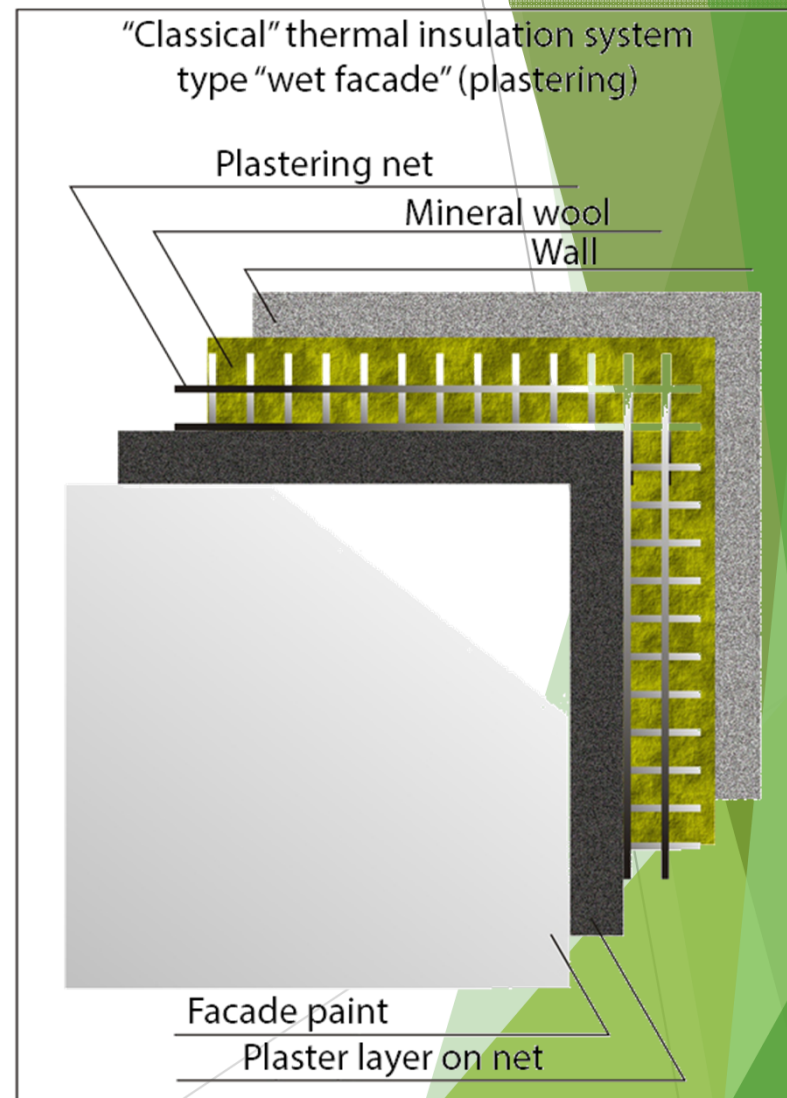 “Classical” thermal insulation system
type “wet facade” (plastering)
Plastering net
Mineral wool
Wall
Facade paint
Plaster layer on net